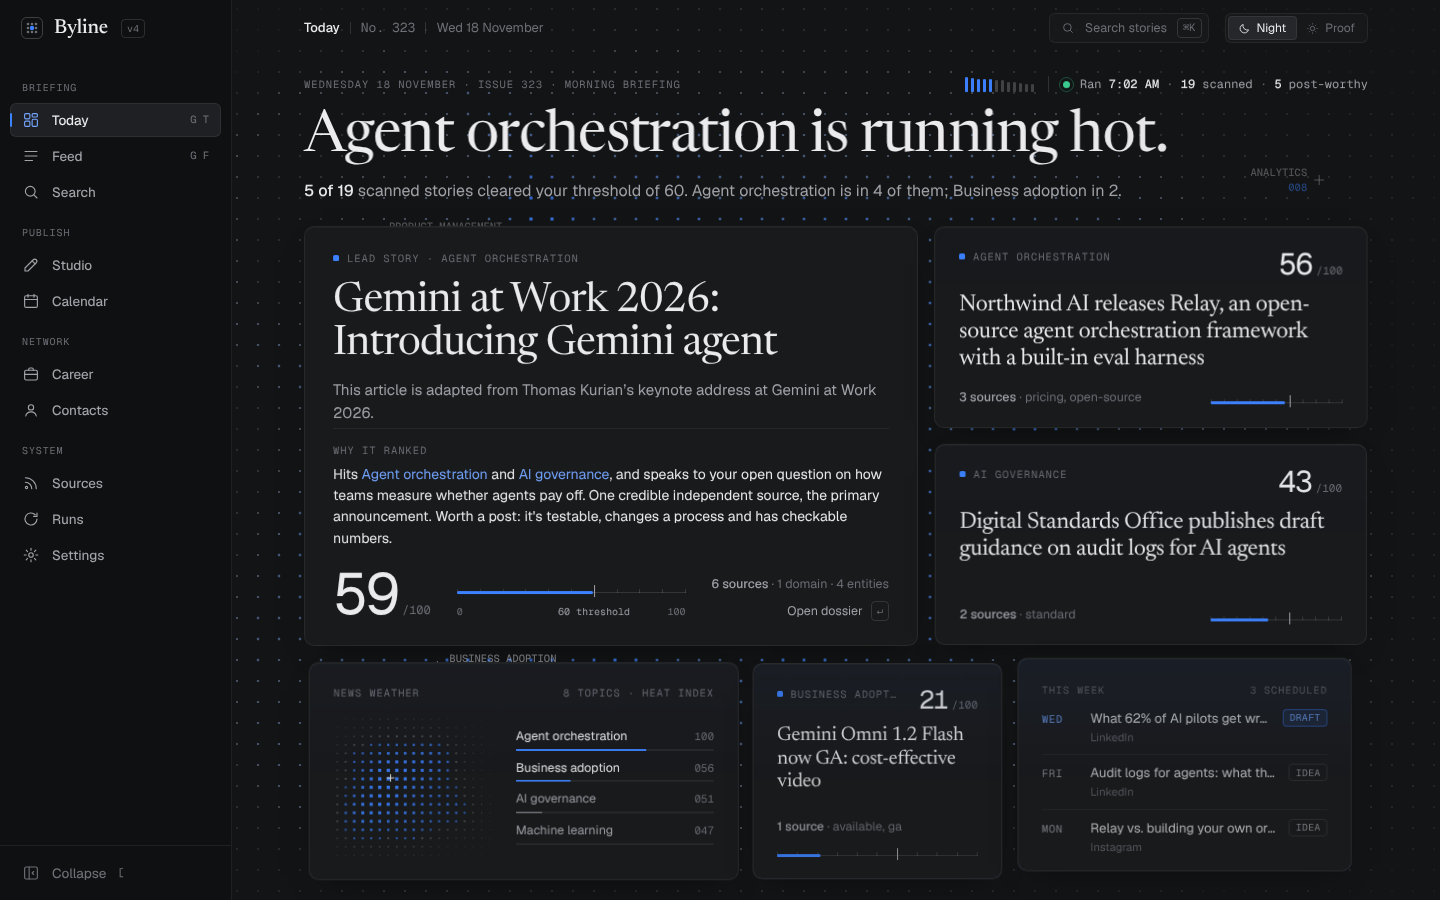 Byline v4
BRIEFING
Today G T
Feed G F
Search
PUBLISH
Studio
Calendar
NETWORK
Career
Contacts
SYSTEM
Sources
Runs
Settings
Collapse [
Today No. 323 Wed 18 November
Search stories ⌘K
Night Proof
WEDNESDAY 18 NOVEMBER · ISSUE 323 · MORNING BRIEFING
Ran 7:02 AM · 19 scanned · 5 post-worthy
Agent orchestration is running hot.
5 of 19 scanned stories cleared your threshold of 60. Agent orchestration is in 4 of them; Business adoption in 2.
ANALYTICS
008
PRODUCT MANAGEMENT
LEAD STORY · AGENT ORCHESTRATION
Gemini at Work 2026:
Introducing Gemini agent
This article is adapted from Thomas Kurian's keynote address at Gemini at Work
2026.
WHY IT RANKED
Hits Agent orchestration and AI governance, and speaks to your open question on how
teams measure whether agents pay off. One credible independent source, the primary
announcement. Worth a post: it's testable, changes a process and has checkable
numbers.
59 /100
0 60 threshold 100
6 sources · 1 domain · 4 entities
Open dossier ↵
AGENT ORCHESTRATION
56 /100
Northwind AI releases Relay, an open-
source agent orchestration framework
with a built-in eval harness
3 sources · pricing, open-source
AI GOVERNANCE
43 /100
Digital Standards Office publishes draft
guidance on audit logs for AI agents
2 sources · standard
BUSINESS ADOPTION
NEWS WEATHER
8 TOPICS · HEAT INDEX
Agent orchestration 100
Business adoption 056
AI governance 051
Machine learning 047
BUSINESS ADOPT…
21 /100
Gemini Omni 1.2 Flash
now GA: cost-effective
video
1 source · available, ga
THIS WEEK
3 SCHEDULED
WED What 62% of AI pilots get wr… DRAFT
LinkedIn
FRI Audit logs for agents: what th… IDEA
LinkedIn
MON Relay vs. building your own or… IDEA
Instagram